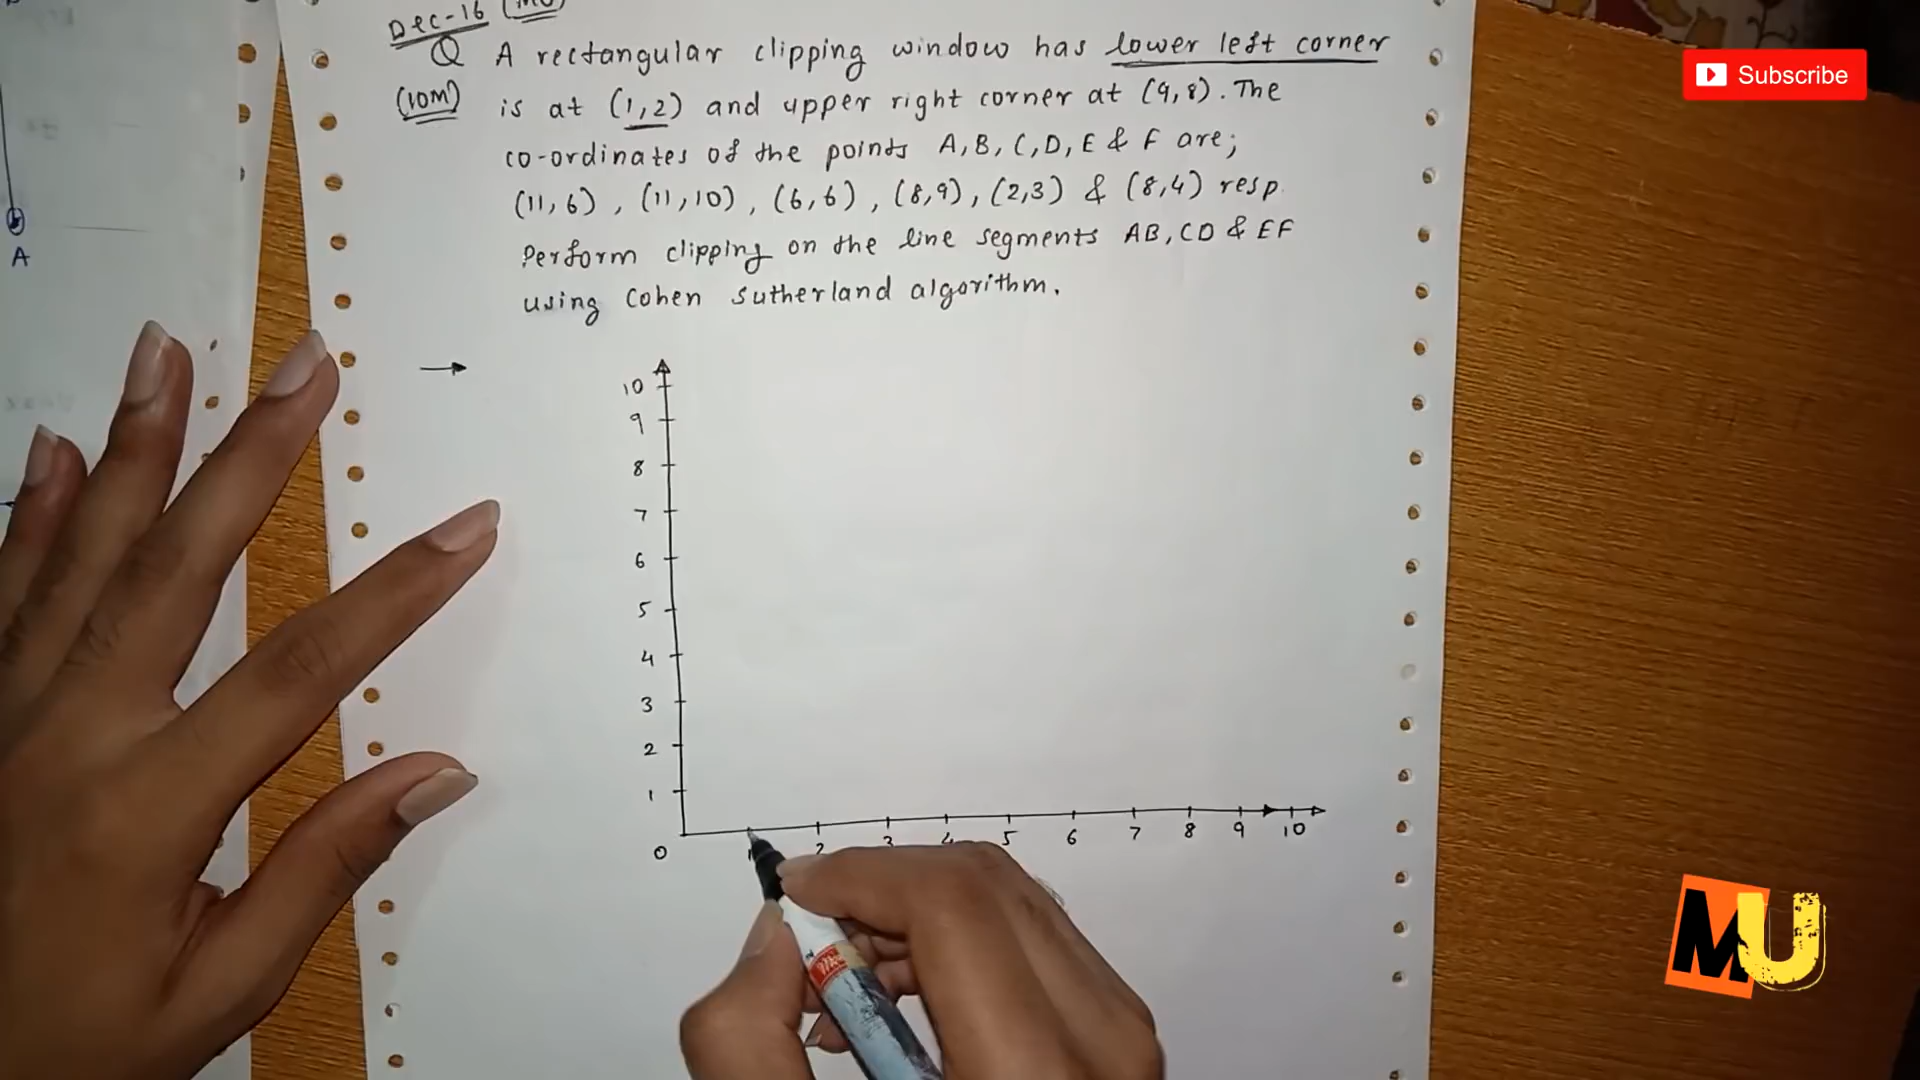 Dec-16 (MU)
Q A rectangular clipping window has lower left corner
(10M) is at (1,2) and upper right corner at (9,8). The
co-ordinates of the points A, B, C, D, E & F are;
(11,6), (11,10), (6,6), (8,9), (2,3) & (8,4) resp.
Perform clipping on the line segments AB, CD & EF
using Cohen Sutherland algorithm.
Subscribe
A
10
9
8
7
6
5
4
3
2
1
0 1 2 3 4 5 6 7 8 9 10
MU